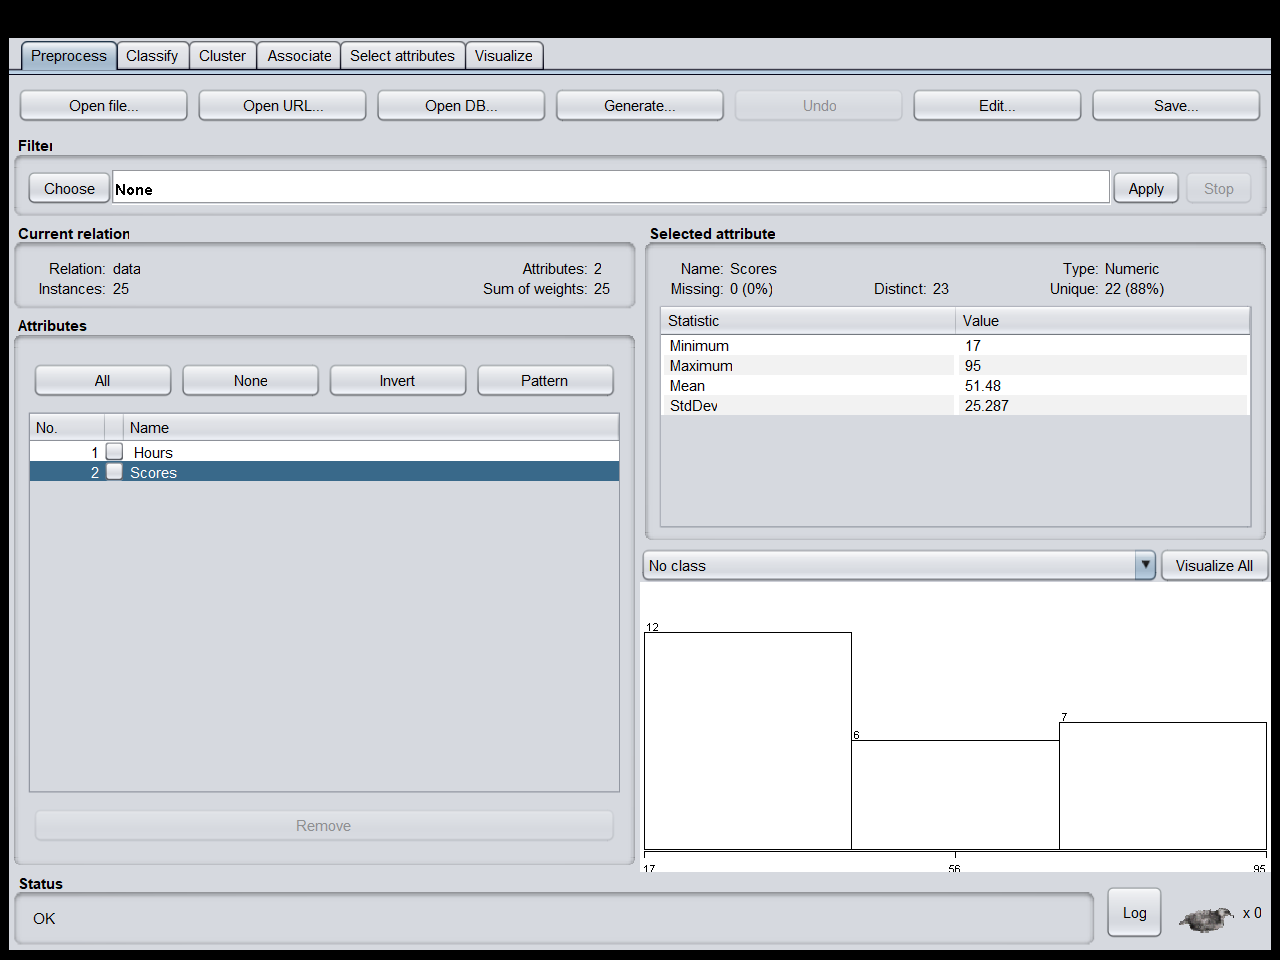 Preprocess Classify Cluster Associate Select attributes Visualize
Open file... Open URL... Open DB... Generate... Undo Edit... Save...
Filter
Choose None Apply Stop
Current relation
Relation: data Attributes: 2
Instances: 25 Sum of weights: 25
Attributes
All None Invert Pattern
No. Name
1 Hours
2 Scores
Remove
Selected attribute
Name: Scores Type: Numeric
Missing: 0 (0%) Distinct: 23 Unique: 22 (88%)
Statistic Value
Minimum 17
Maximum 95
Mean 51.48
StdDev 25.287
No class Visualize All
12
7
6
17 56 95
Status
OK
Log x 0